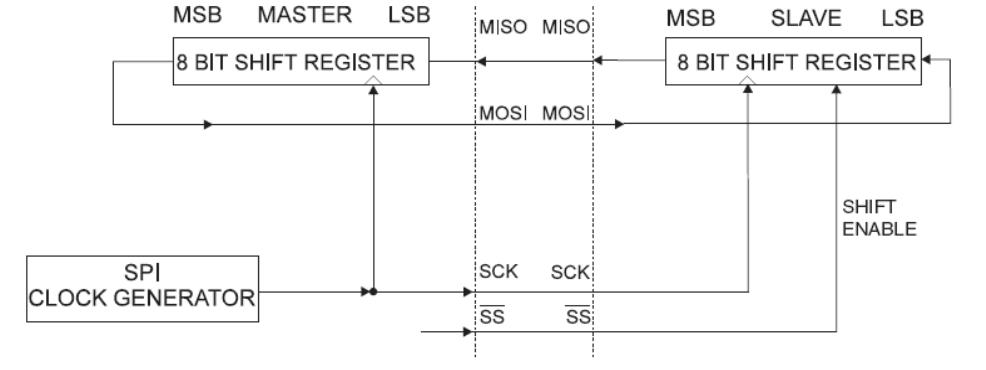 MSB MASTER LSB
MISO MISO
MSB SLAVE LSB
8 BIT SHIFT REGISTER
8 BIT SHIFT REGISTER
MOSI MOSI
SHIFT
ENABLE
SPI
CLOCK GENERATOR
SCK SCK
SS SS